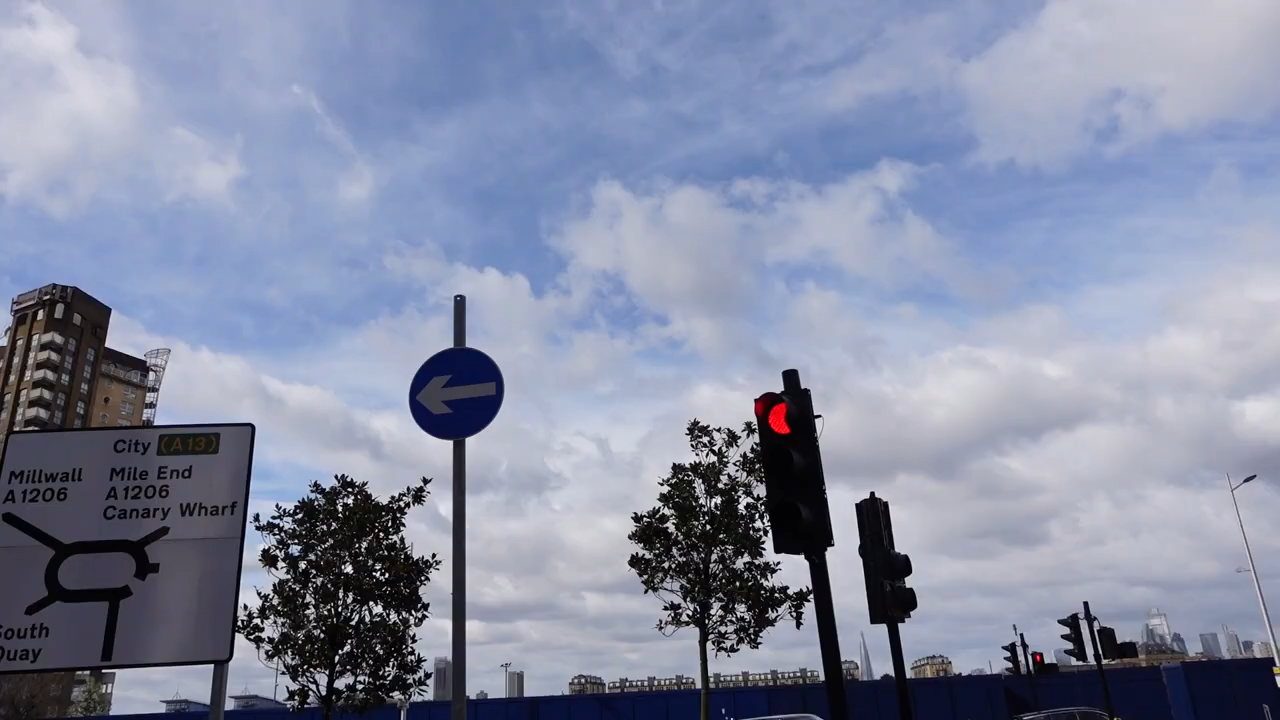 City (A13)
Millwall
A1206
Mile End
A1206
Canary Wharf
South
Quay